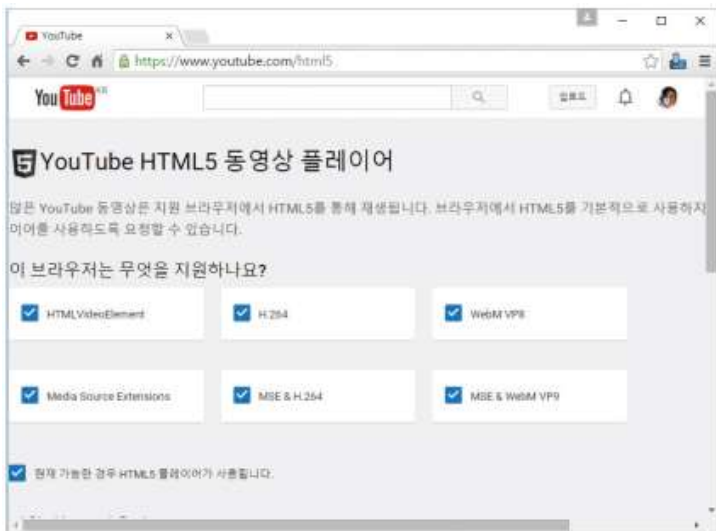 YouTube
https://www.youtube.com/html5
YouTube KR
업로드
YouTube HTML5 동영상 플레이어
많은 YouTube 동영상은 지원 브라우저에서 HTML5를 통해 재생됩니다. 브라우저에서 HTML5를 기본적으로 사용하지
이어를 사용하도록 요청할 수 있습니다.
이 브라우저는 무엇을 지원하나요?
HTMLVideoElement
H.264
WebM VP8
Media Source Extensions
MSE & H.264
MSE & WebM VP9
현재 가능한 경우 HTML5 플레이어가 사용됩니다.